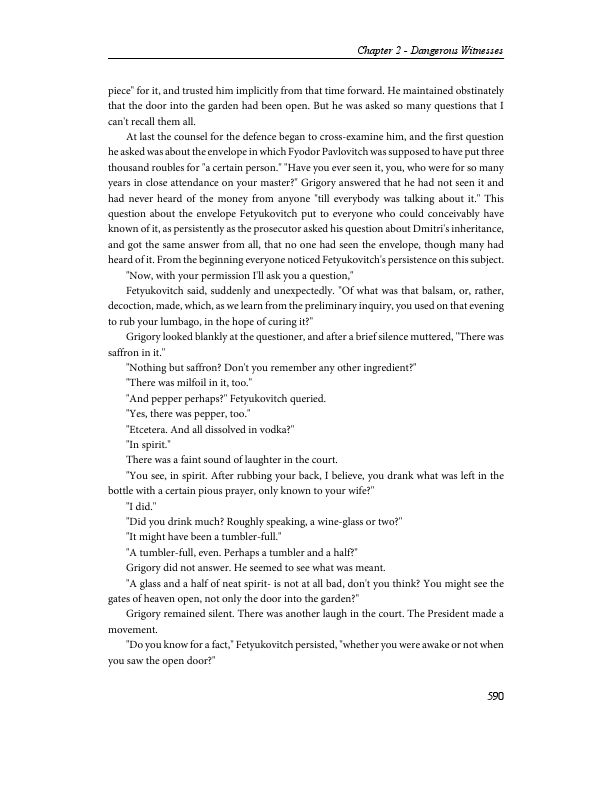 Chapter 2 - Dangerous Witnesses
piece" for it, and trusted him implicitly from that time forward. He maintained obstinately
that the door into the garden had been open. But he was asked so many questions that I
can't recall them all.
At last the counsel for the defence began to cross-examine him, and the first question
he asked was about the envelope in which Fyodor Pavlovitch was supposed to have put three
thousand roubles for "a certain person." "Have you ever seen it, you, who were for so many
years in close attendance on your master?" Grigory answered that he had not seen it and
had never heard of the money from anyone "till everybody was talking about it." This
question about the envelope Fetyukovitch put to everyone who could conceivably have
known of it, as persistently as the prosecutor asked his question about Dmitri's inheritance,
and got the same answer from all, that no one had seen the envelope, though many had
heard of it. From the beginning everyone noticed Fetyukovitch's persistence on this subject.
"Now, with your permission I'll ask you a question,"
Fetyukovitch said, suddenly and unexpectedly. "Of what was that balsam, or, rather,
decoction, made, which, as we learn from the preliminary inquiry, you used on that evening
to rub your lumbago, in the hope of curing it?"
Grigory looked blankly at the questioner, and after a brief silence muttered, "There was
saffron in it."
"Nothing but saffron? Don't you remember any other ingredient?"
"There was milfoil in it, too."
"And pepper perhaps?" Fetyukovitch queried.
"Yes, there was pepper, too."
"Etcetera. And all dissolved in vodka?"
"In spirit."
There was a faint sound of laughter in the court.
"You see, in spirit. After rubbing your back, I believe, you drank what was left in the
bottle with a certain pious prayer, only known to your wife?"
"I did."
"Did you drink much? Roughly speaking, a wine-glass or two?"
"It might have been a tumbler-full."
"A tumbler-full, even. Perhaps a tumbler and a half?"
Grigory did not answer. He seemed to see what was meant.
"A glass and a half of neat spirit- is not at all bad, don't you think? You might see the
gates of heaven open, not only the door into the garden?"
Grigory remained silent. There was another laugh in the court. The President made a
movement.
"Do you know for a fact," Fetyukovitch persisted, "whether you were awake or not when
you saw the open door?"
590